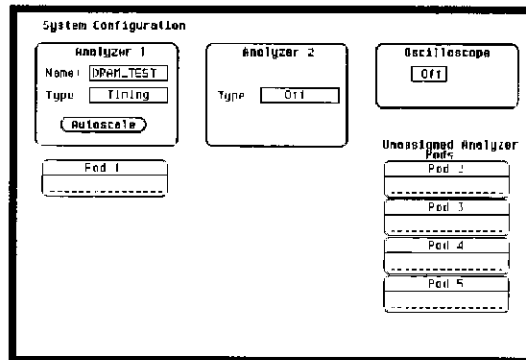 System Configuration
Analyzer 1
Name: DRAM_TEST
Type Timing
Autoscale
Analyzer 2
Type Off
Oscilloscope
Off
Pod 1
Unassigned Analyzer
Pods
Pod 2
Pod 3
Pod 4
Pod 5